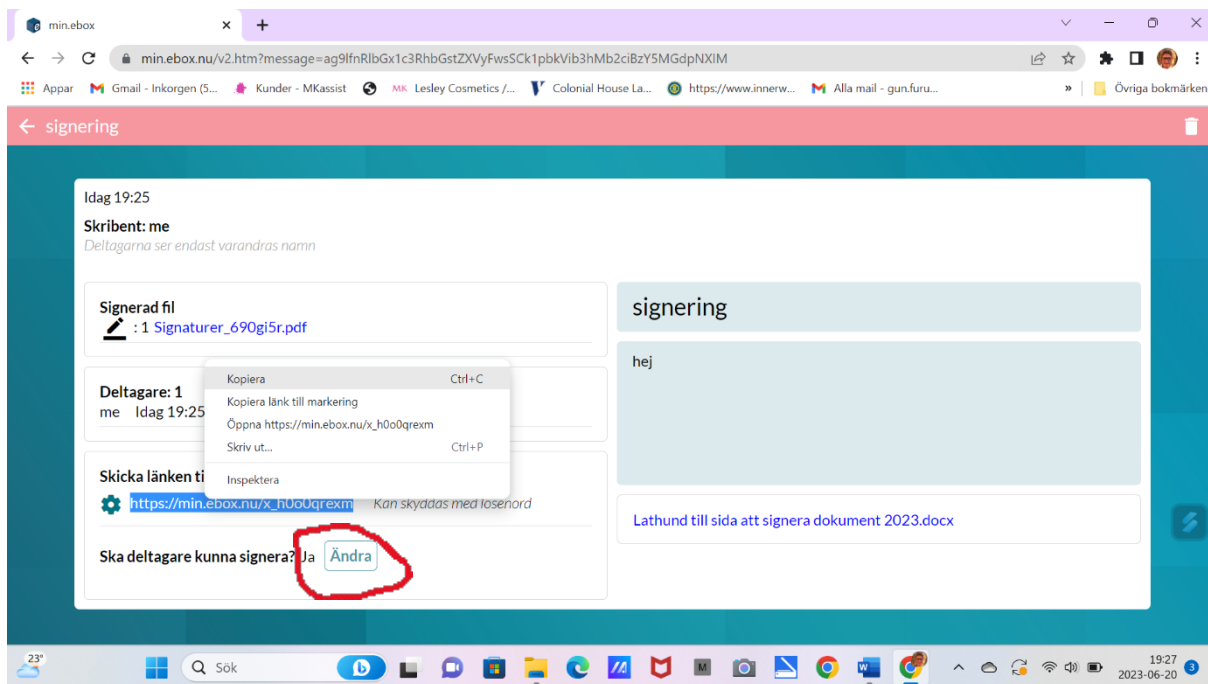 min.ebox
min.ebox.nu/v2.htm?message=ag9lfnRlbGx1c3RhbGstZXVyFwsSCk1pbkVib3hMb2ciBzY5MGdpNXIM
Appar Gmail - Inkorgen (5... Kunder - MKassist MK Lesley Cosmetics /... Colonial House La... https://www.innerw... Alla mail - gun.furu... » Övriga bokmärken
signering
Idag 19:25
Skribent: me
Deltagarna ser endast varandras namn
Signerad fil
: 1 Signaturer_690gi5r.pdf
Deltagare: 1
me Idag 19:25
Kopiera Ctrl+C
Kopiera länk till markering
Öppna https://min.ebox.nu/x_h0o0qrexm
Skriv ut... Ctrl+P
Inspektera
Skicka länken ti
https://min.ebox.nu/x_h0o0qrexm Kan skyddas med lösenord
Ska deltagare kunna signera? Ja Ändra
signering
hej
Lathund till sida att signera dokument 2023.docx
23°
Sök
19:27
2023-06-20
3